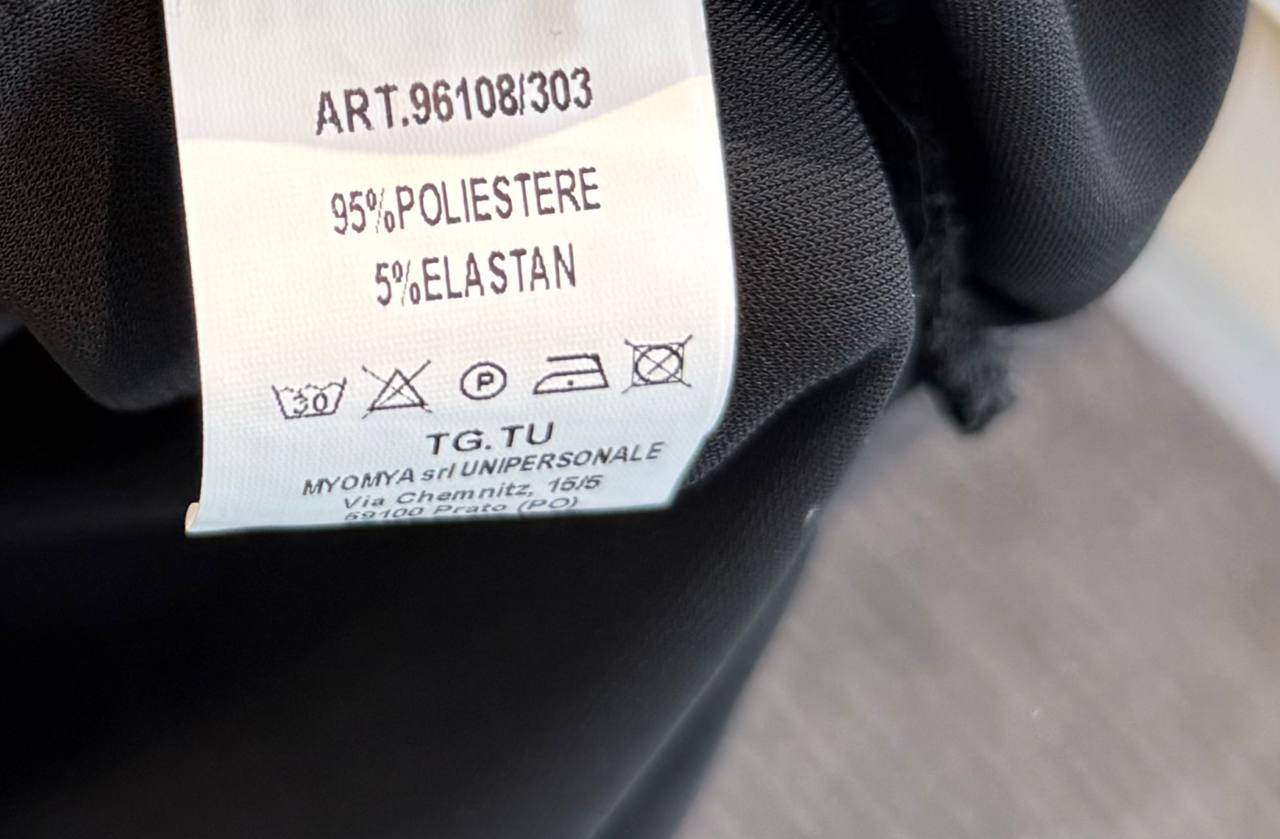 ART.96108/303
95%POLIESTERE
5%ELASTAN
30 P
TG.TU
MYOMYA srl UNIPERSONALE
Via Chemnitz, 15/5
59100 Prato (PO)